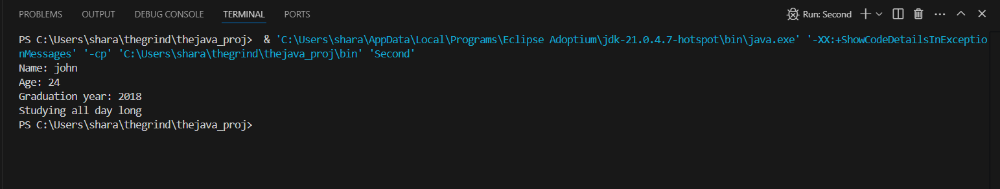 PROBLEMS OUTPUT DEBUG CONSOLE TERMINAL PORTS Run: Second
PS C:\Users\shara\thegrind\thejava_proj>  & 'C:\Users\shara\AppData\Local\Programs\Eclipse Adoptium\jdk-21.0.4.7-hotspot\bin\java.exe' '-XX:+ShowCodeDetailsInExceptio
nMessages' '-cp' 'C:\Users\shara\thegrind\thejava_proj\bin' 'Second'
Name: john
Age: 24
Graduation year: 2018
Studying all day long
PS C:\Users\shara\thegrind\thejava_proj>